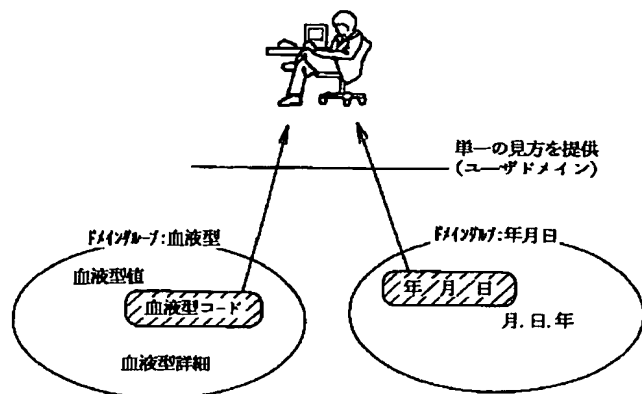 単一の見方を提供
(ユーザドメイン)
ドメイングループ:血液型
血液型値
血液型コード
血液型詳細
ドメイングルプ:年月日
年/月/日
月.日.年